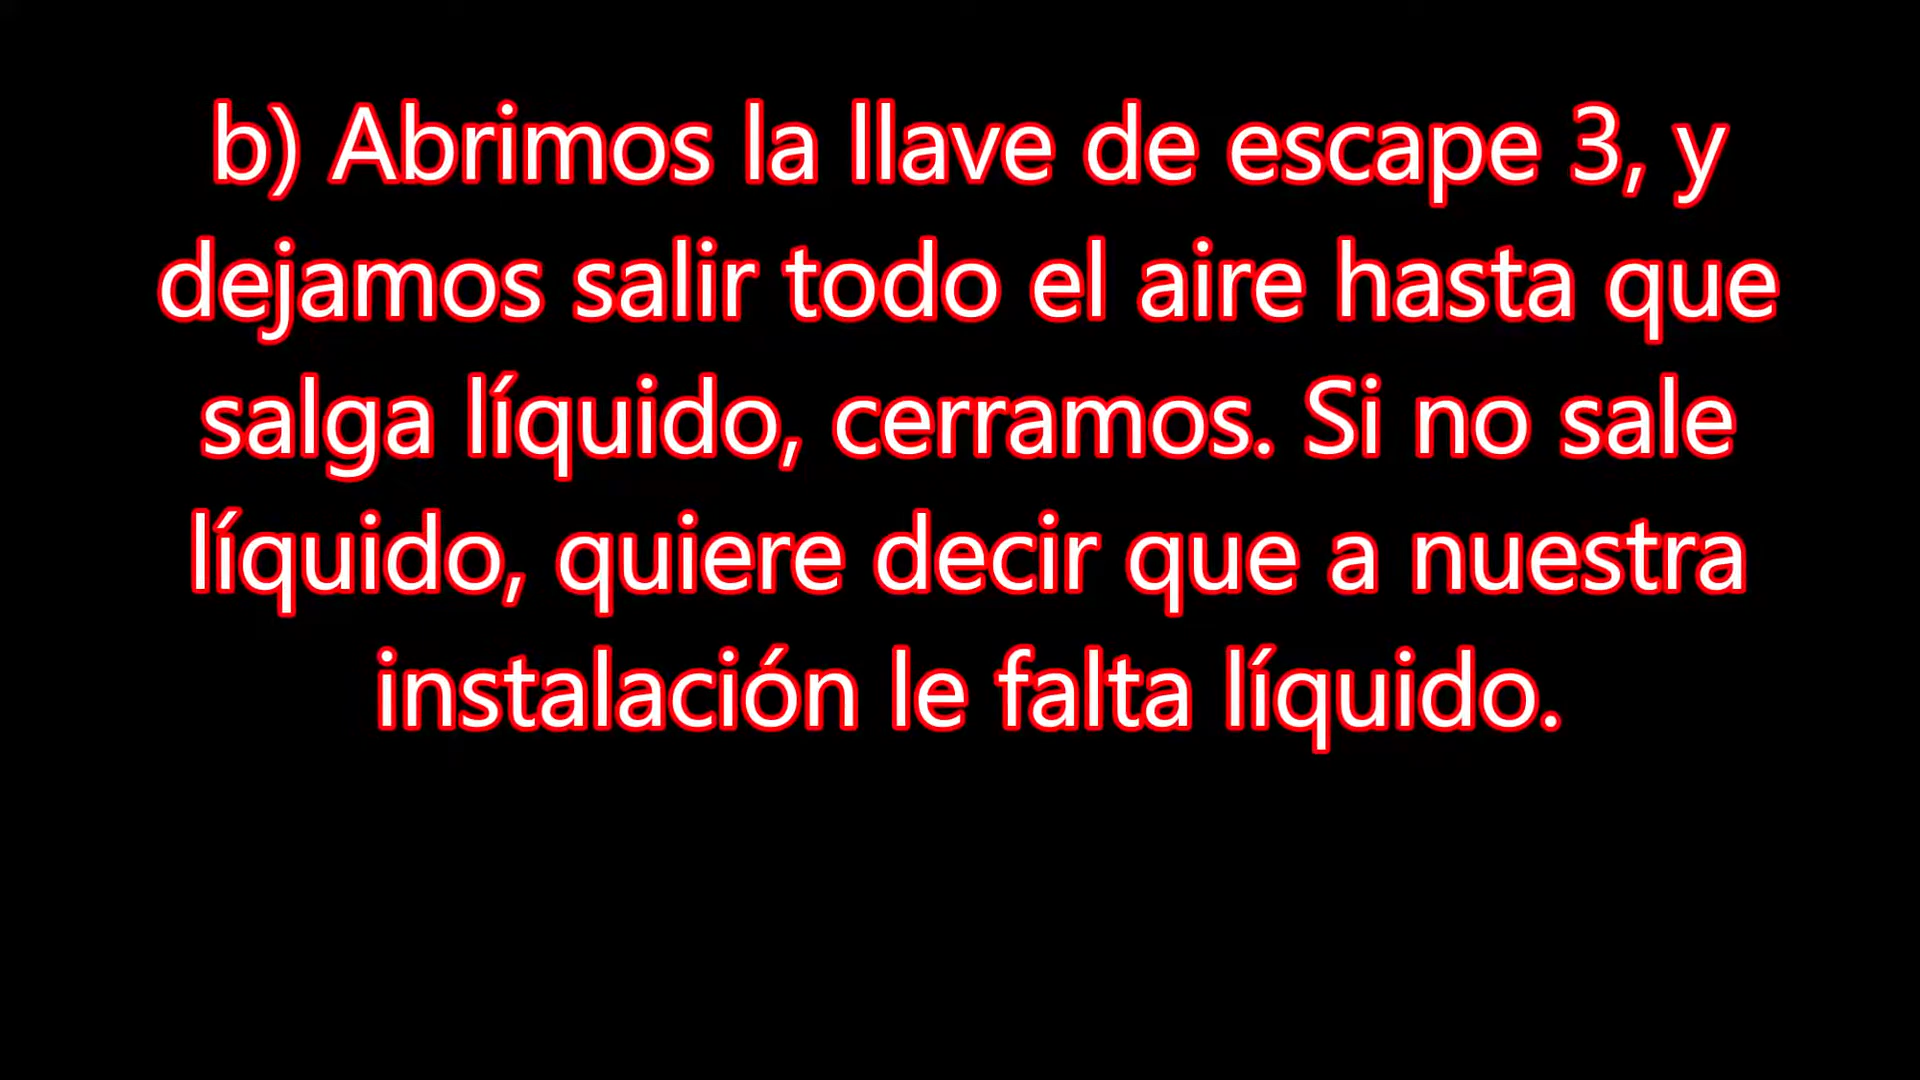 b) Abrimos la llave de escape 3, y
dejamos salir todo el aire hasta que
salga líquido, cerramos. Si no sale
líquido, quiere decir que a nuestra
instalación le falta líquido.